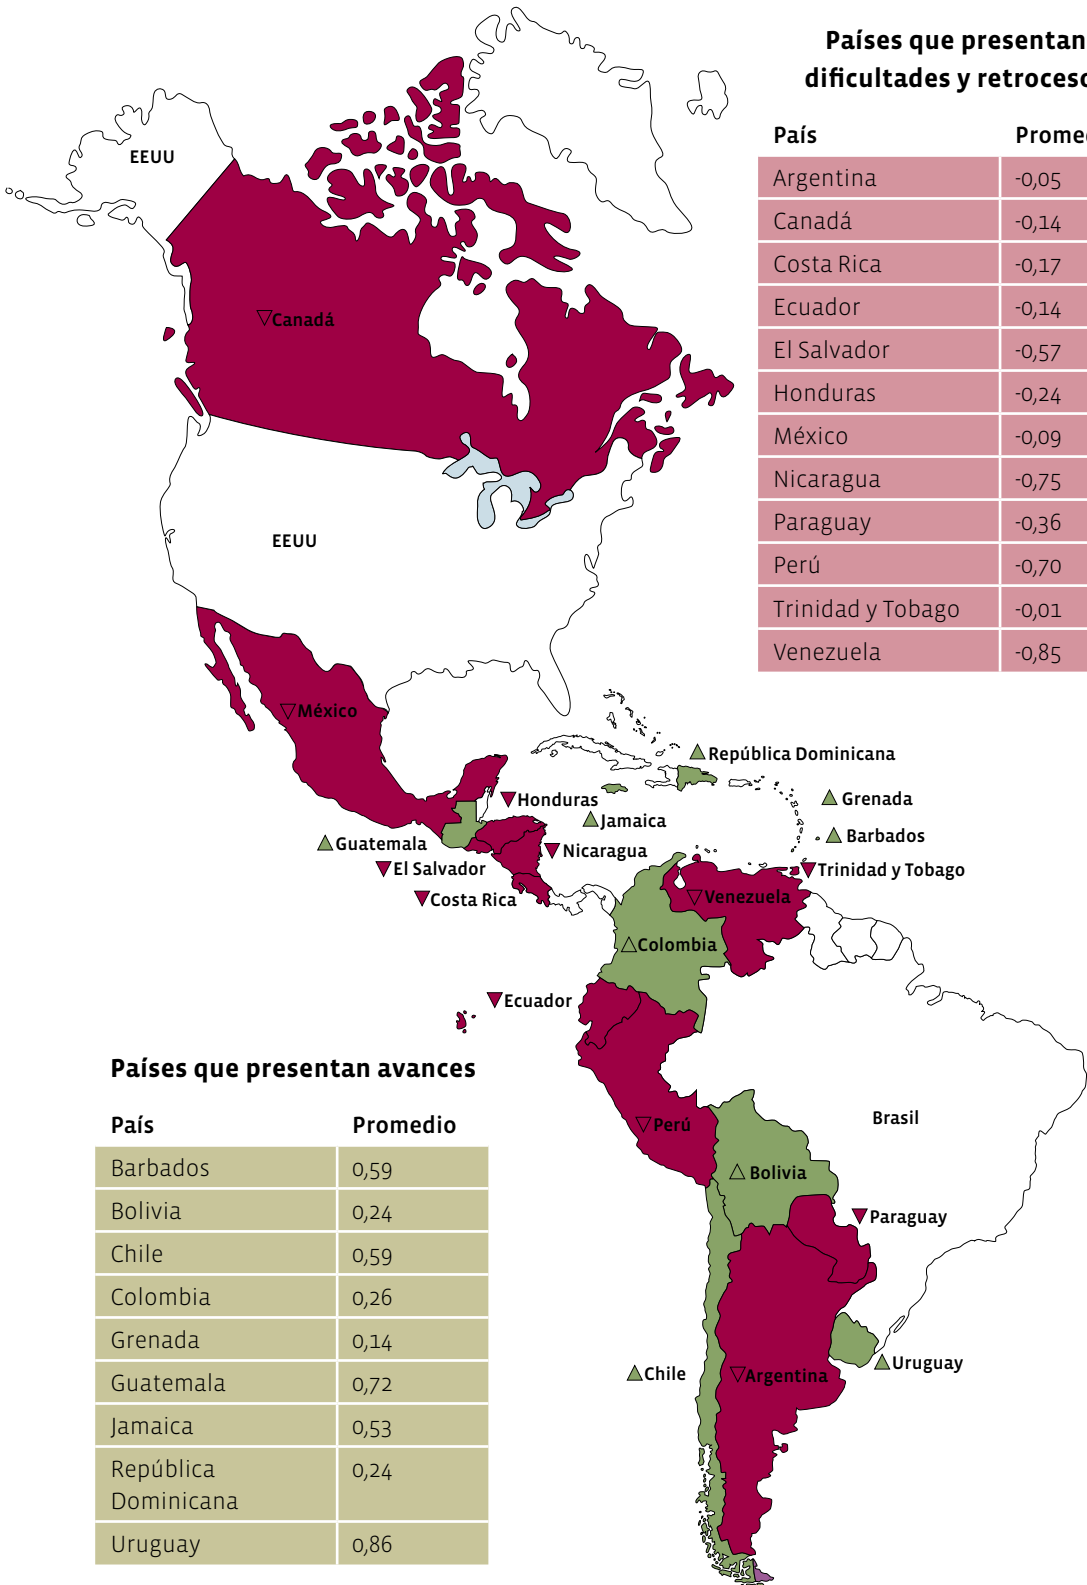 Países que presentan
dificultades y retroceso
País Prome
Argentina -0,05
Canadá -0,14
Costa Rica -0,17
Ecuador -0,14
El Salvador -0,57
Honduras -0,24
México -0,09
Nicaragua -0,75
Paraguay -0,36
Perú -0,70
Trinidad y Tobago -0,01
Venezuela -0,85
EEUU
Canadá
EEUU
México
República Dominicana
Honduras
Grenada
Jamaica
Barbados
Guatemala
Nicaragua
El Salvador
Trinidad y Tobago
Costa Rica
Venezuela
Colombia
Ecuador
Brasil
Perú
Bolivia
Paraguay
Uruguay
Chile
Argentina
Países que presentan avances
País Promedio
Barbados 0,59
Bolivia 0,24
Chile 0,59
Colombia 0,26
Grenada 0,14
Guatemala 0,72
Jamaica 0,53
República 0,24
Dominicana
Uruguay 0,86